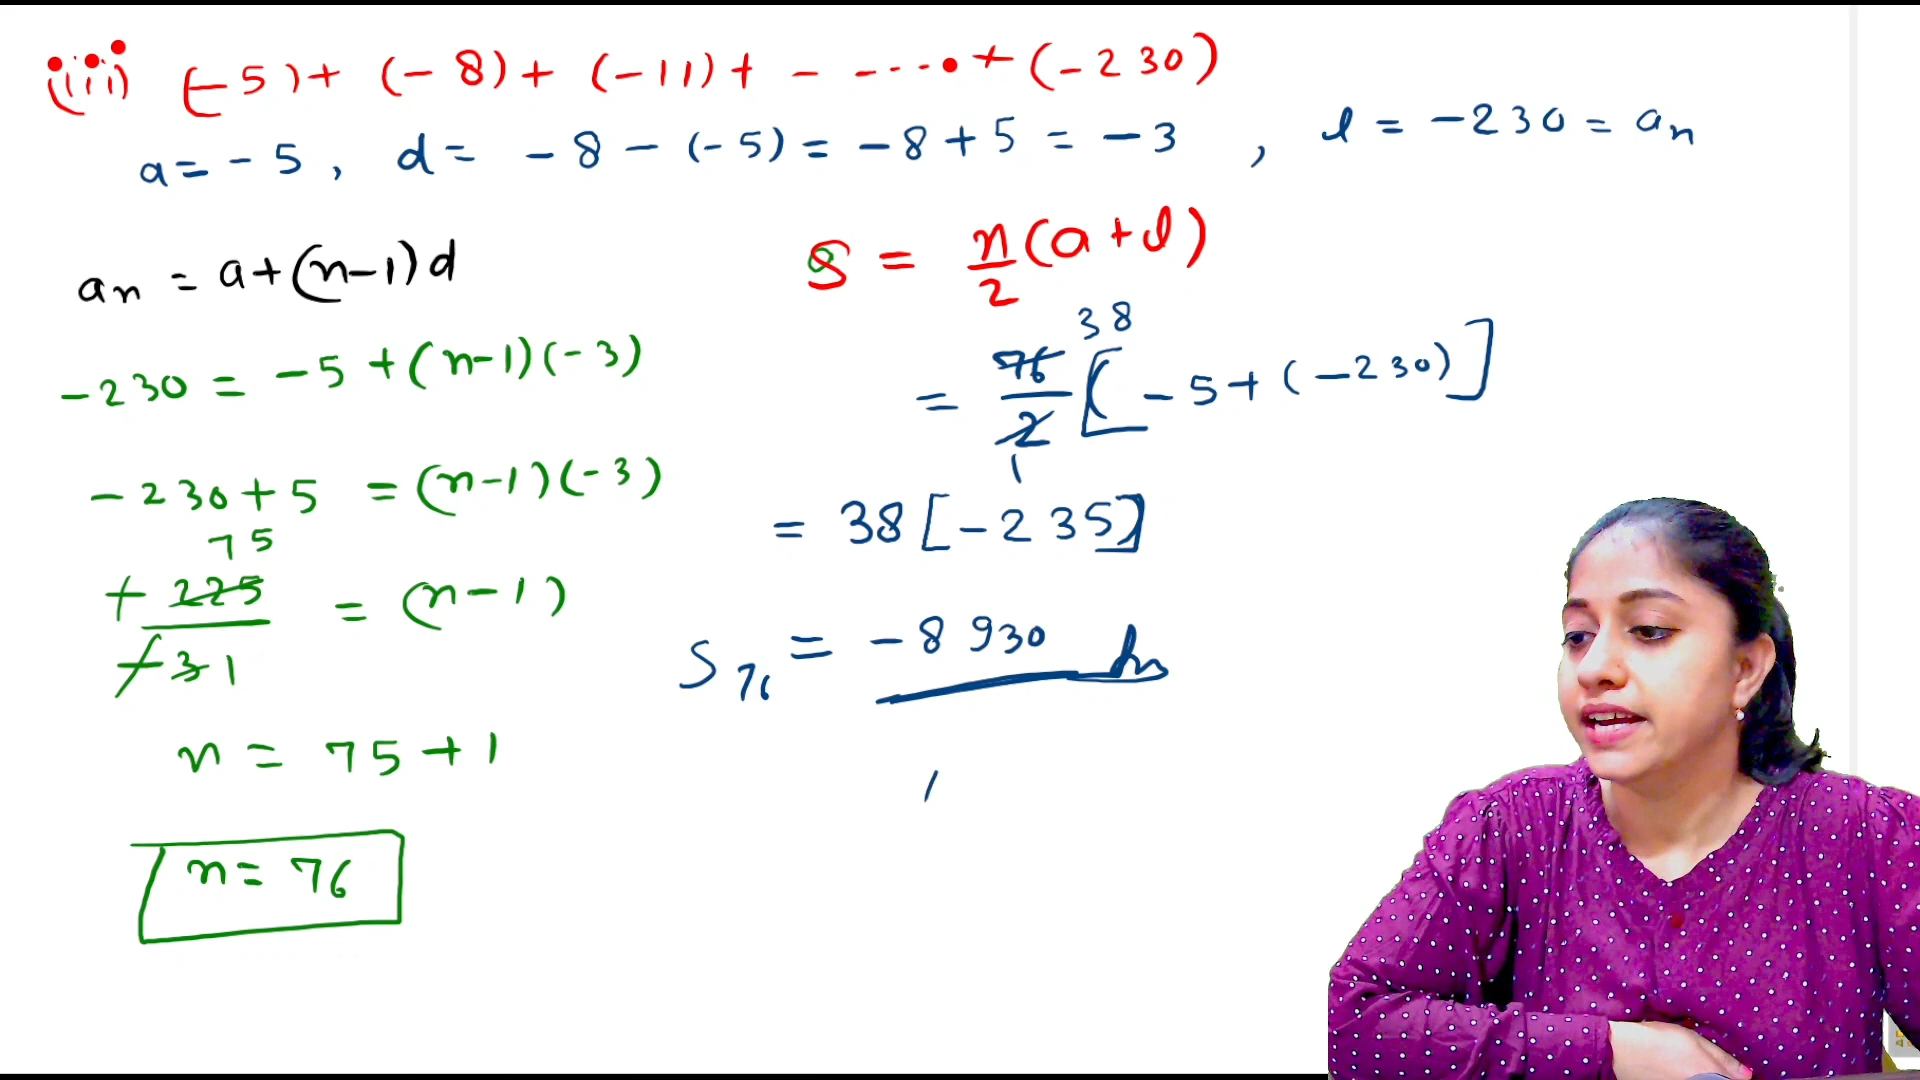 (iii) (-5)+ (-8)+ (-11)+ - ----+ (-230)
a = -5, d = -8 - (-5) = -8+5 = -3 , l = -230 = an
an = a+(n-1)d
-230 = -5 +(n-1)(-3)
-230+5 = (n-1)(-3)
75
+ 225 = (n-1)
-3 1
n = 75+1
n = 76
S = n/2 (a+l)
38
= 76/2 [ -5+(-230) ]
1
= 38[-235]
S76 = -8930